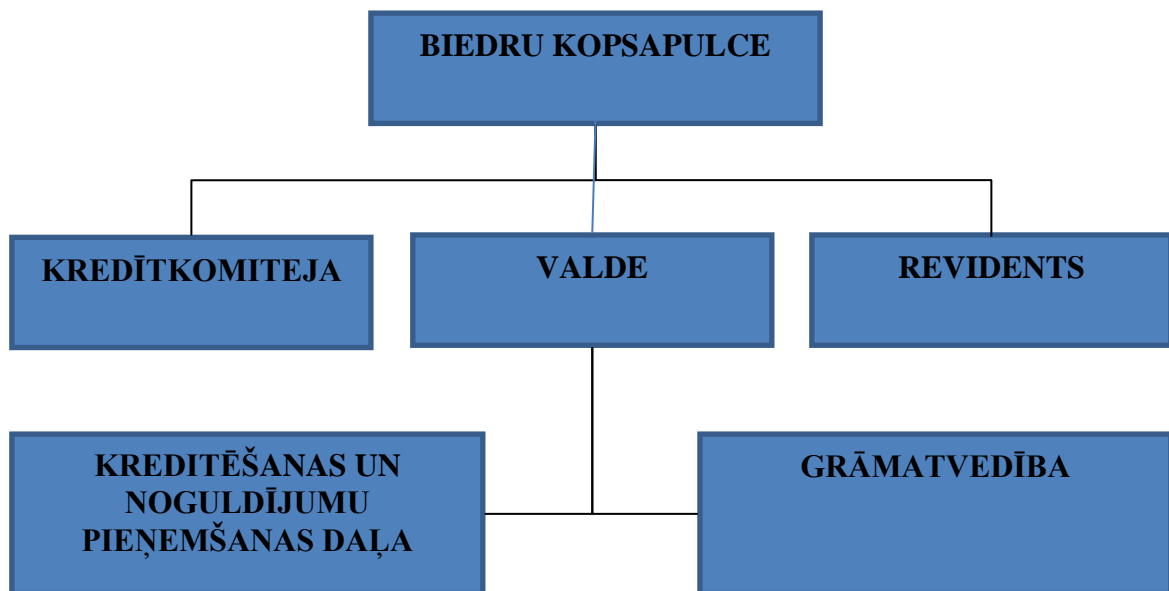 BIEDRU KOPSAPULCE
KREDĪTKOMITEJA
VALDE
REVIDENTS
KREDITĒŠANAS UN
NOGULDĪJUMU
PIEŅEMŠANAS DAĻA
GRĀMATVEDĪBA